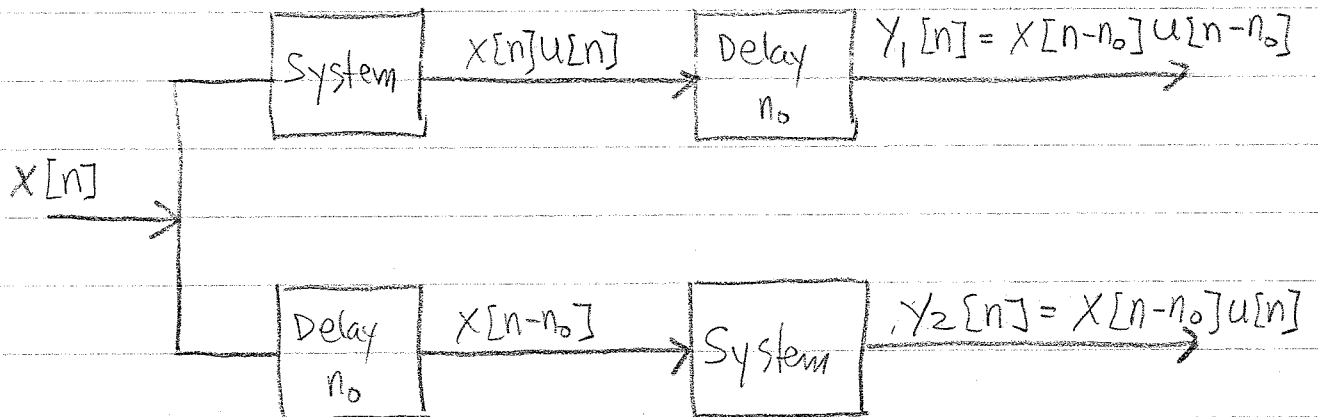 System
X[n]u[n]
Delay
n₀
Y₁[n] = X[n-n₀]u[n-n₀]
X[n]
Delay
n₀
X[n-n₀]
System
Y₂[n] = X[n-n₀]u[n]